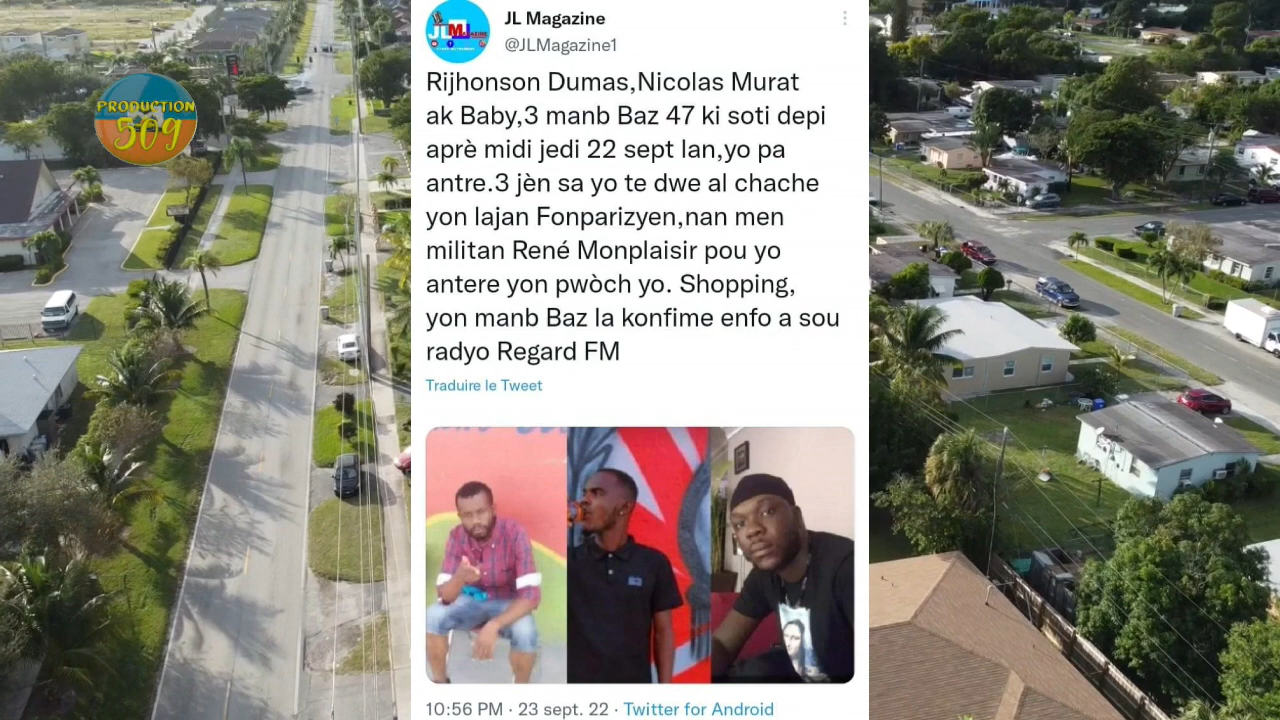 JL Magazine
@JLMagazine1
Rijhonson Dumas,Nicolas Murat
ak Baby,3 manb Baz 47 ki soti depi
aprè midi jedi 22 sept lan,yo pa
antre.3 jèn sa yo te dwe al chache
yon lajan Fonparizyen,nan men
militan René Monplaisir pou yo
antere yon pwòch yo. Shopping,
yon manb Baz la konfime enfo a sou
radyo Regard FM
Traduire le Tweet
10:56 PM · 23 sept. 22 · Twitter for Android
PRODUCTION
509